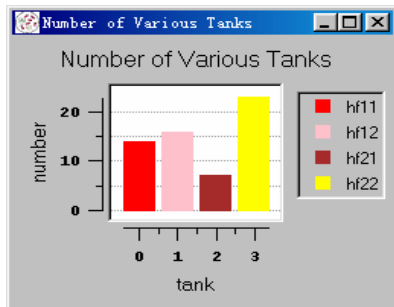 Number of Various Tanks
Number of Various Tanks
number
20
10
0
0 1 2 3
tank
hf11
hf12
hf21
hf22